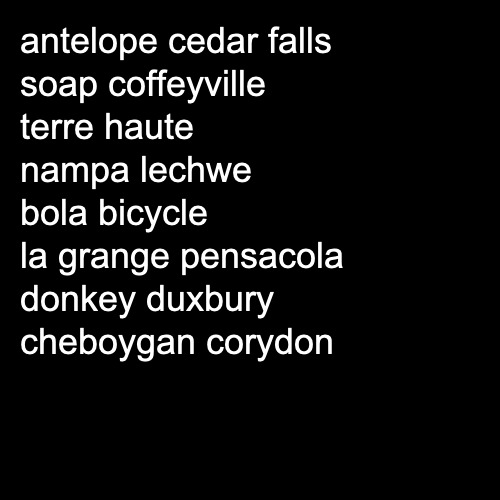 antelope cedar falls
soap coffeyville
terre haute
nampa lechwe
bola bicycle
la grange pensacola
donkey duxbury
cheboygan corydon